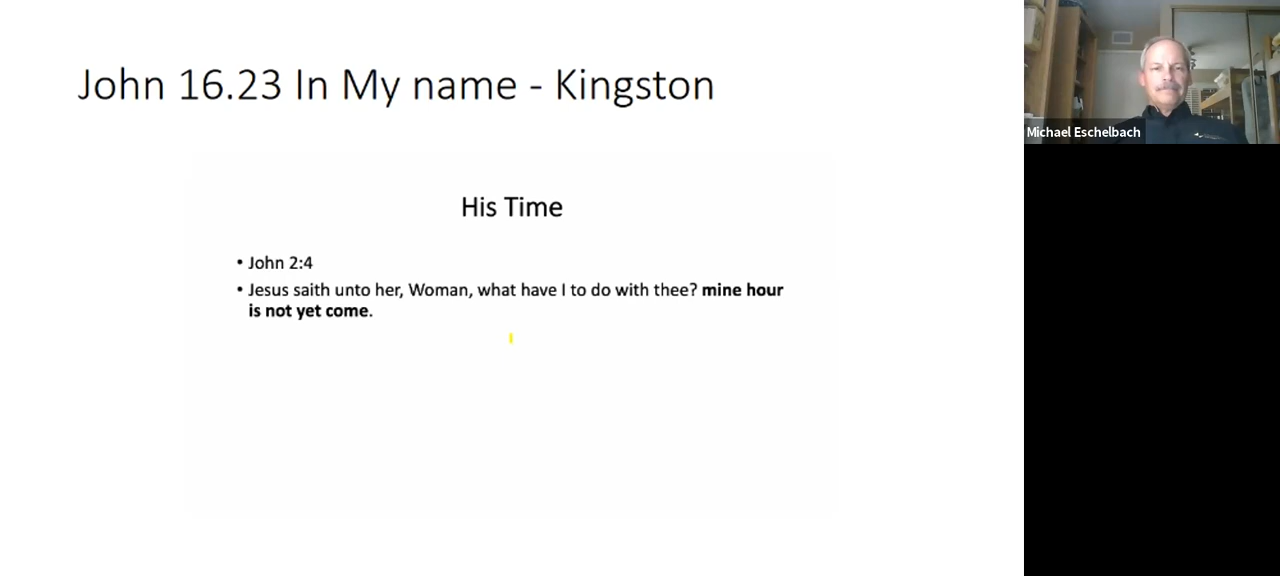 John 16.23 In My name - Kingston
His Time
• John 2:4
• Jesus saith unto her, Woman, what have I to do with thee? mine hour
is not yet come.
Michael Eschelbach